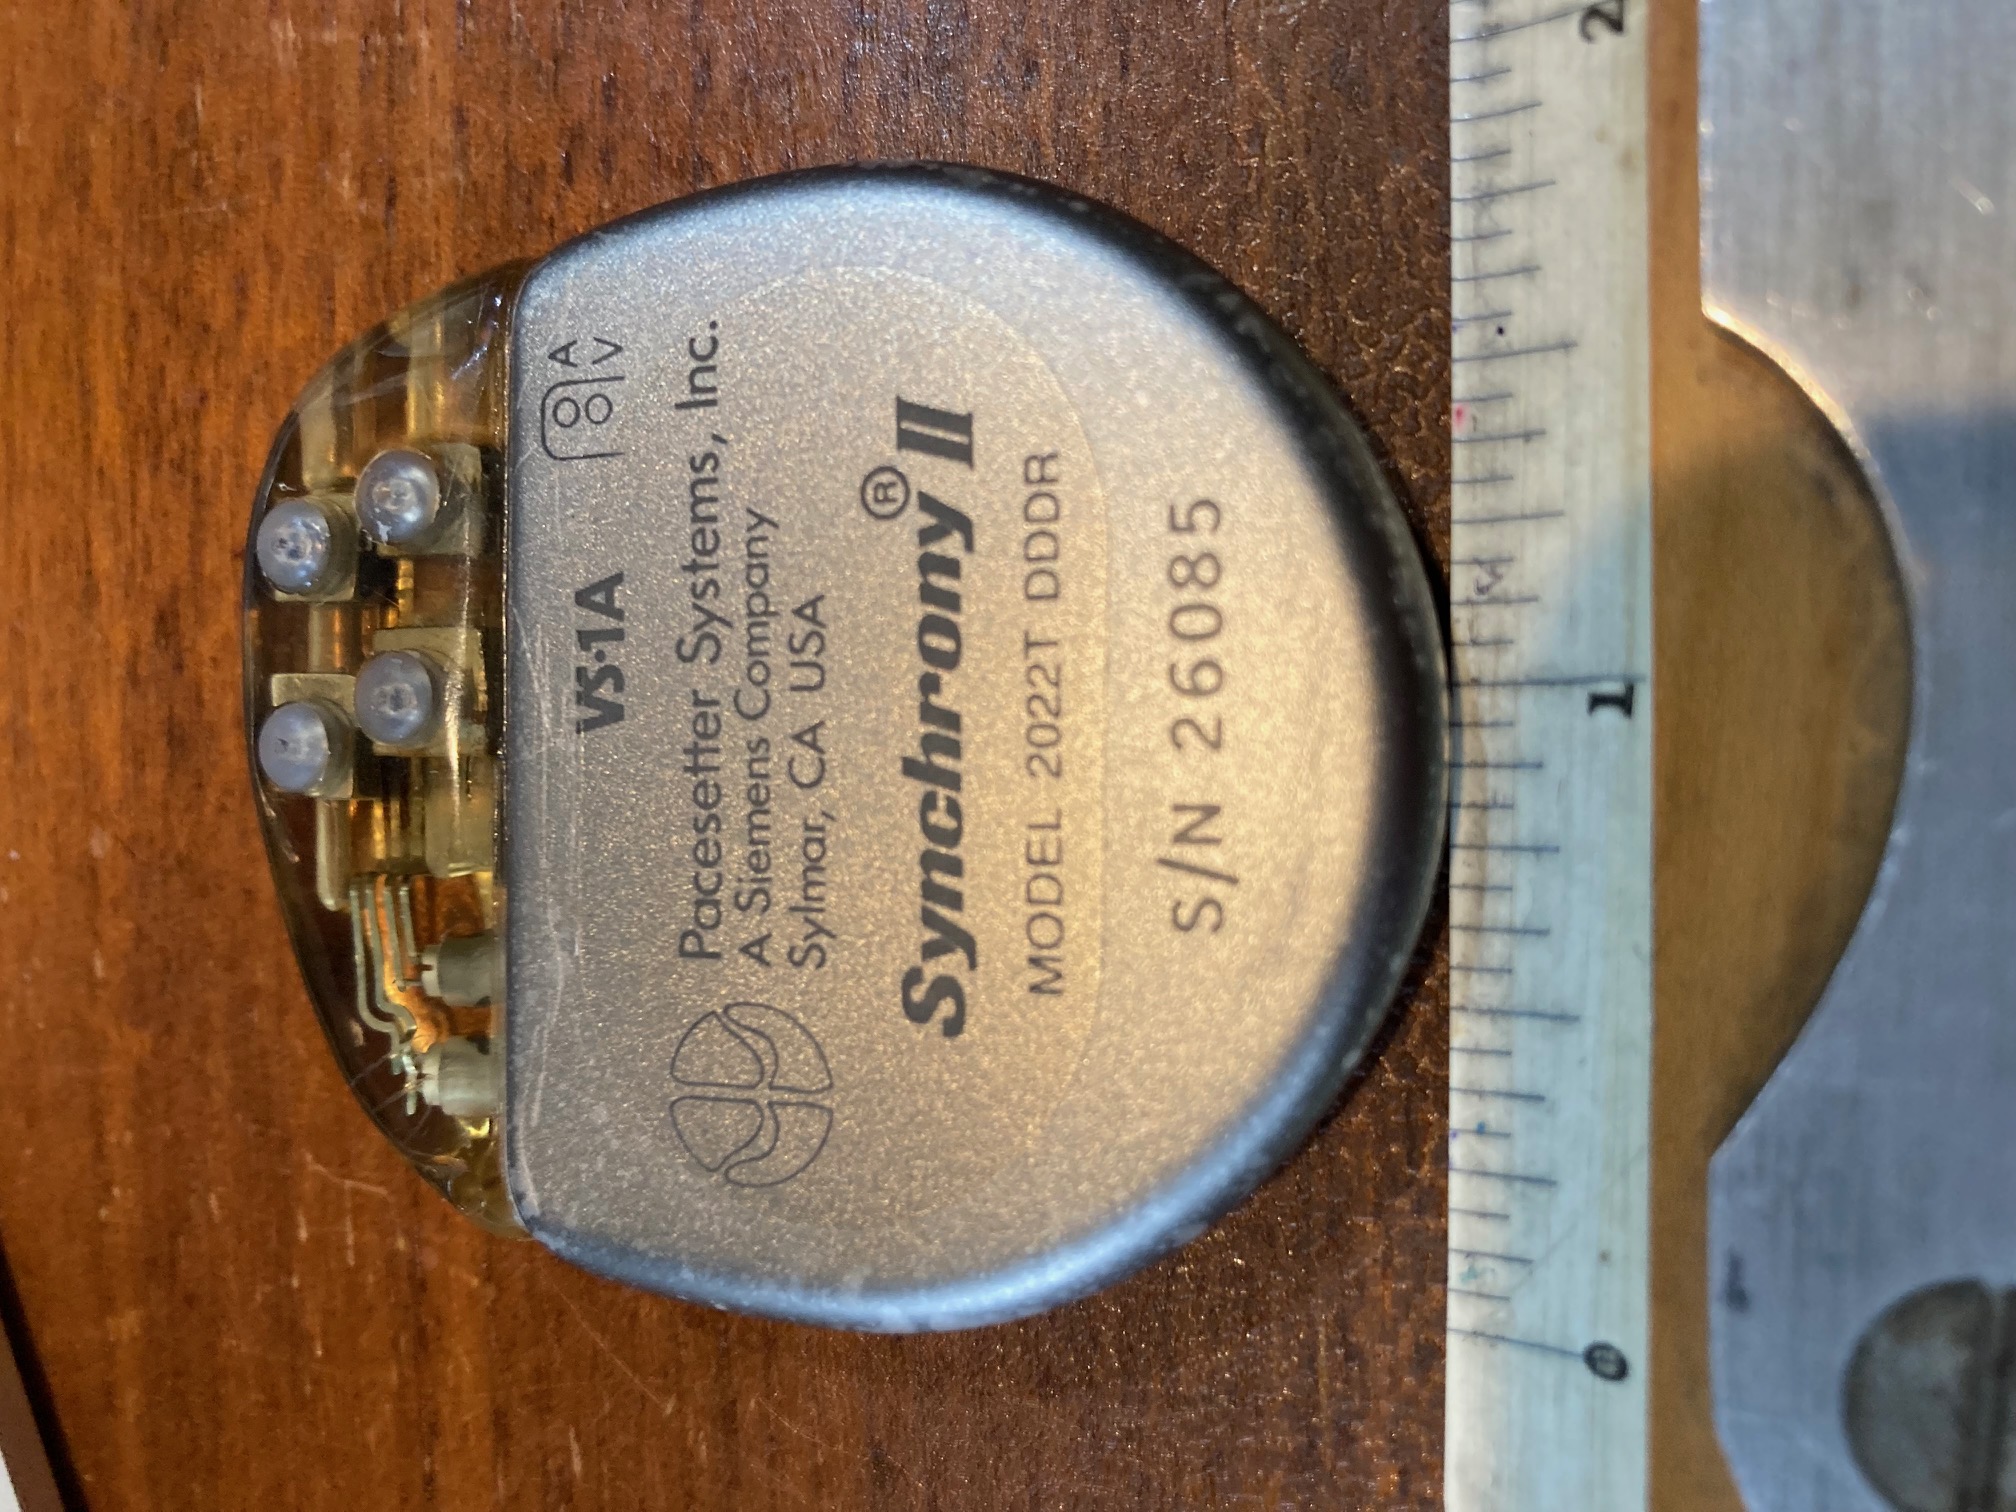 VS•1A
A
V
Pacesetter Systems, Inc.
A Siemens Company
Sylmar, CA USA
Synchrony® II
MODEL 2022T DDDR
S/N 26085
0
1
2